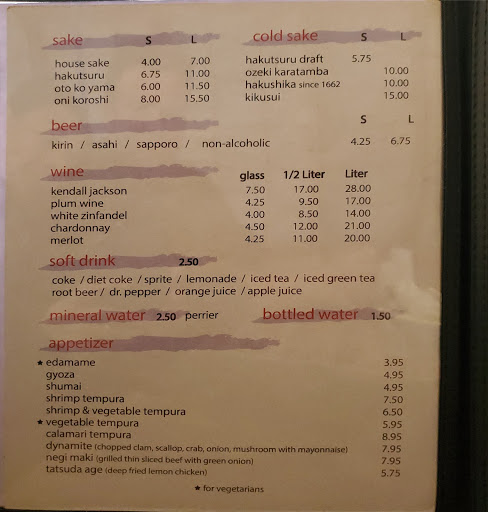 sake S L
house sake 4.00 7.00
hakutsuru 6.75 11.00
oto ko yama 6.00 11.50
oni koroshi 8.00 15.50
cold sake S L
hakutsuru draft 5.75
ozeki karatamba 10.00
hakushika since 1662 10.00
kikusui 15.00
beer S L
kirin / asahi / sapporo / non-alcoholic 4.25 6.75
wine glass 1/2 Liter Liter
kendall jackson 7.50 17.00 28.00
plum wine 4.25 9.50 17.00
white zinfandel 4.00 8.50 14.00
chardonnay 4.50 12.00 21.00
merlot 4.25 11.00 20.00
soft drink 2.50
coke / diet coke / sprite / lemonade / iced tea / iced green tea
root beer / dr. pepper / orange juice / apple juice
mineral water 2.50 perrier bottled water 1.50
appetizer
★ edamame 3.95
gyoza 4.95
shumai 4.95
shrimp tempura 7.50
shrimp & vegetable tempura 6.50
★ vegetable tempura 5.95
calamari tempura 8.95
dynamite (chopped clam, scallop, crab, onion, mushroom with mayonnaise) 7.95
negi maki (grilled thin sliced beef with green onion) 7.95
tatsuda age (deep fried lemon chicken) 5.75
★ for vegetarians